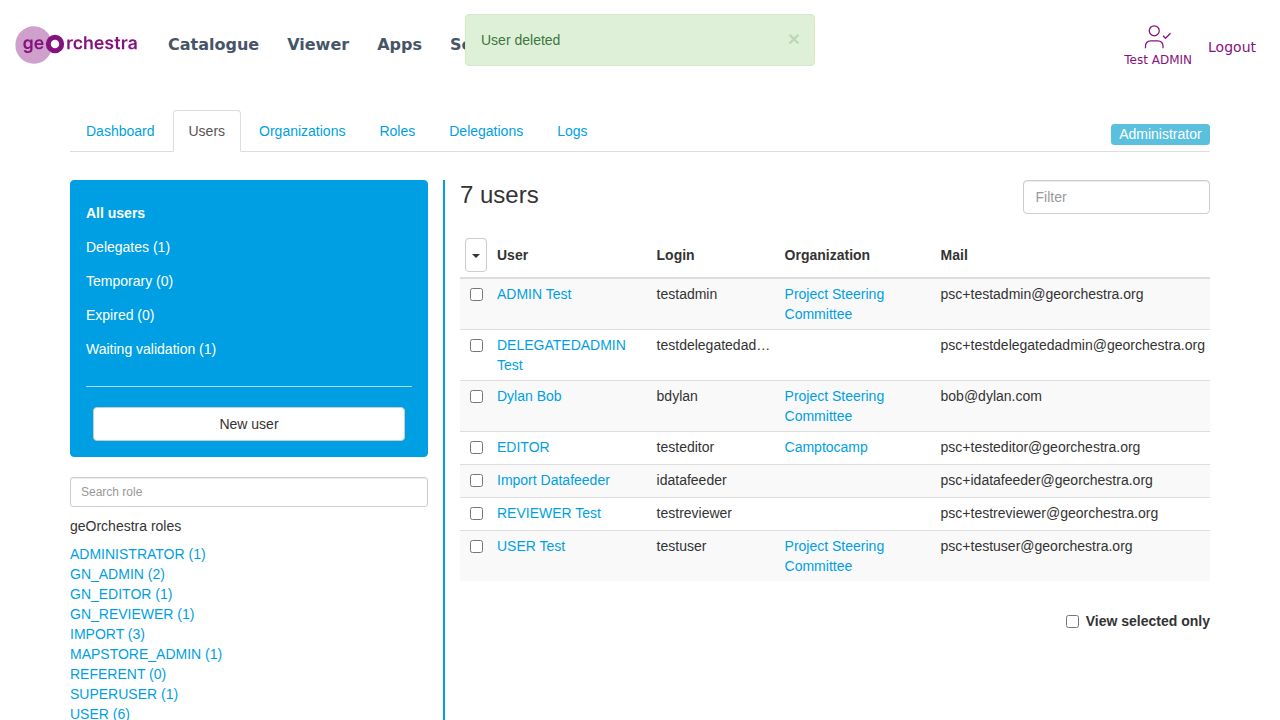 geOrchestra
Catalogue Viewer Apps
User deleted ×
Test ADMIN
Logout
Dashboard Users Organizations Roles Delegations Logs
Administrator
All users
Delegates (1)
Temporary (0)
Expired (0)
Waiting validation (1)
New user
Search role
geOrchestra roles
ADMINISTRATOR (1)
GN_ADMIN (2)
GN_EDITOR (1)
GN_REVIEWER (1)
IMPORT (3)
MAPSTORE_ADMIN (1)
REFERENT (0)
SUPERUSER (1)
USER (6)
7 users
Filter
User Login Organization Mail
ADMIN Test testadmin Project Steering psc+testadmin@georchestra.org
Committee
DELEGATEDADMIN testdelegatedad… psc+testdelegatedadmin@georchestra.org
Test
Dylan Bob bdylan Project Steering bob@dylan.com
Committee
EDITOR testeditor Camptocamp psc+testeditor@georchestra.org
Import Datafeeder idatafeeder psc+idatafeeder@georchestra.org
REVIEWER Test testreviewer psc+testreviewer@georchestra.org
USER Test testuser Project Steering psc+testuser@georchestra.org
Committee
View selected only